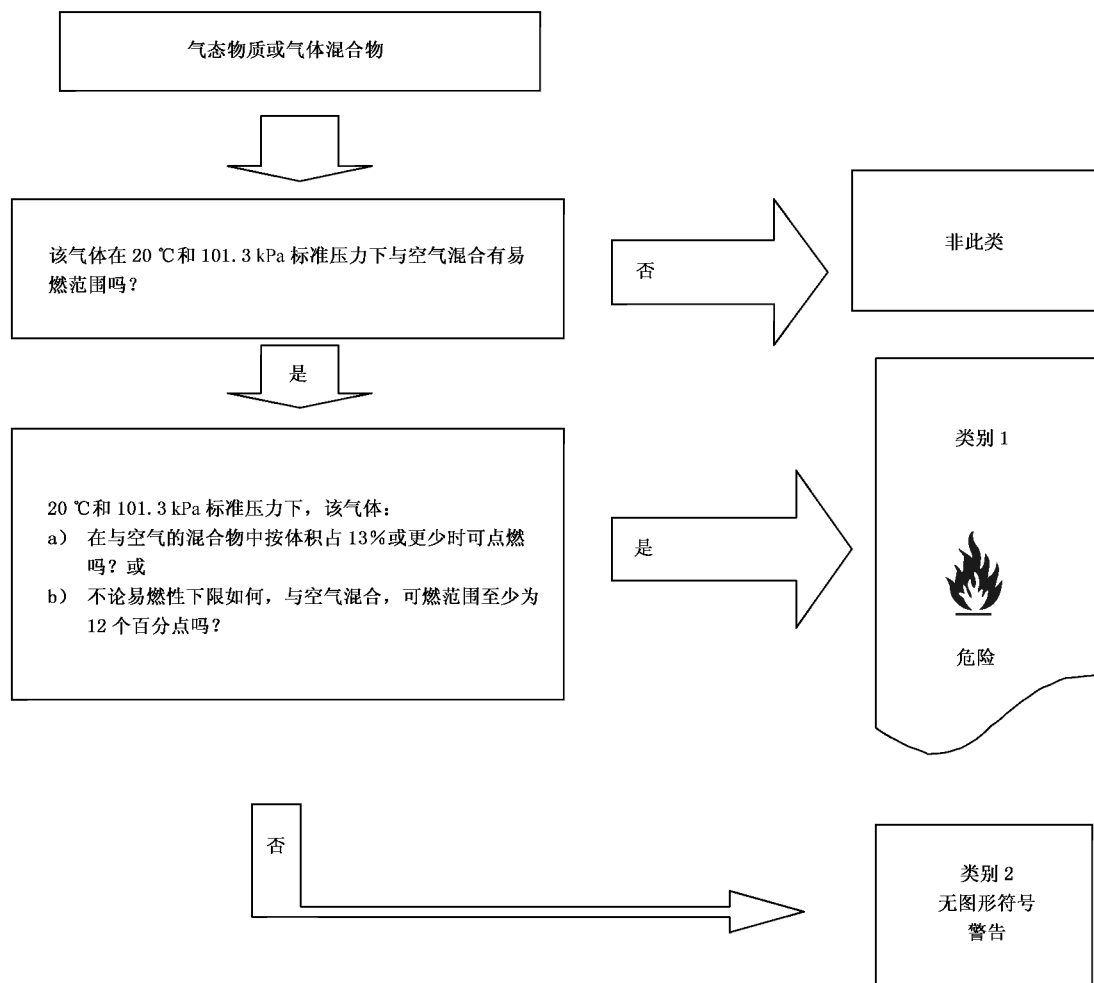 气态物质或气体混合物
该气体在 20 ℃和 101.3 kPa 标准压力下与空气混合有易
燃范围吗？
否
非此类
是
20 ℃和 101.3 kPa 标准压力下，该气体：
a） 在与空气的混合物中按体积占 13%或更少时可点燃
吗？或
b） 不论易燃性下限如何，与空气混合，可燃范围至少为
12 个百分点吗？
是
类别 1
危险
否
类别 2
无图形符号
警告